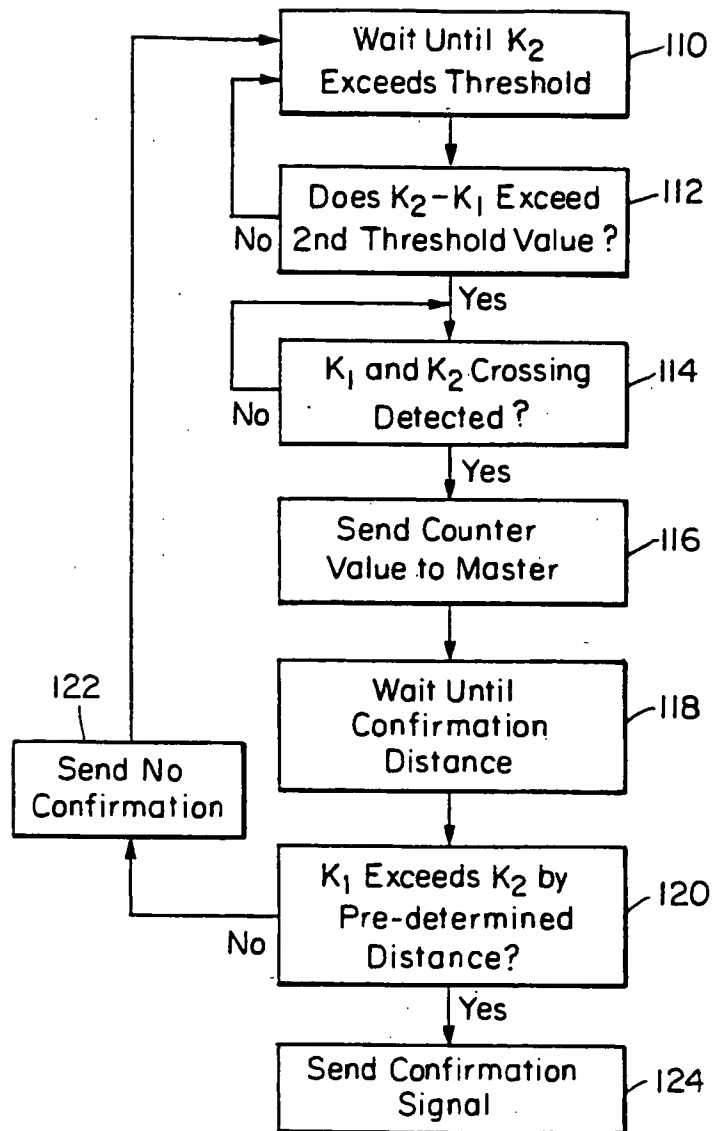 Wait Until K₂
Exceeds Threshold
110
Does K₂-K₁ Exceed
2nd Threshold Value?
112
No
Yes
K₁ and K₂ Crossing
Detected?
114
No
Yes
Send Counter
Value to Master
116
Wait Until
Confirmation
Distance
118
122
Send No
Confirmation
K₁ Exceeds K₂ by
Pre-determined
Distance?
120
No
Yes
Send Confirmation
Signal
124